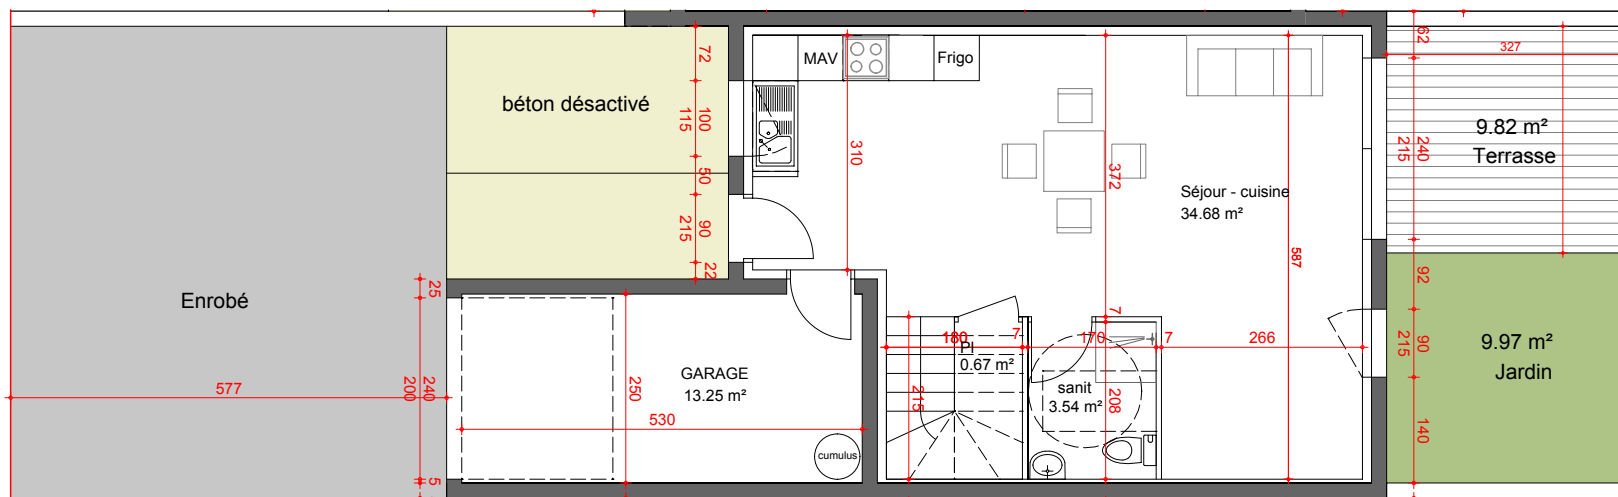 577
Enrobé
béton désactivé
25
240
200
5
72
100
115
50
90
215
22
MAV
Frigo
310
372
587
Séjour - cuisine
34.68 m²
62
327
240
215
9.82 m²
Terrasse
92
90
215
140
9.97 m²
Jardin
250
530
GARAGE
13.25 m²
cumulus
180
7
170
7
7
266
Pl
0.67 m²
215
sanit
3.54 m²
208